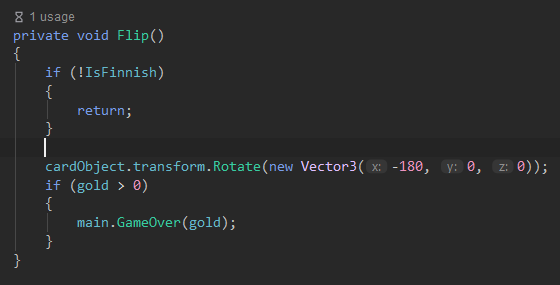 1 usage
private void Flip()
{
    if (!IsFinnish)
    {
        return;
    }
    cardObject.transform.Rotate(new Vector3(x: -180, y: 0, z: 0));
    if (gold > 0)
    {
        main.GameOver(gold);
    }
}